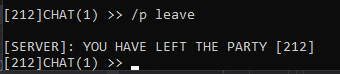 [212]CHAT(1) >> /p leave
[SERVER]: YOU HAVE LEFT THE PARTY [212]
[212]CHAT(1) >> _